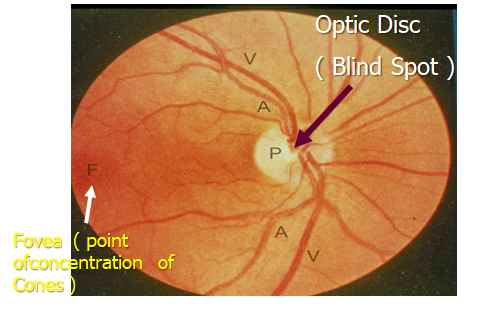 Optic Disc
( Blind Spot )
V
A
P
F
A
V
Fovea ( point
ofconcentration of
Cones )